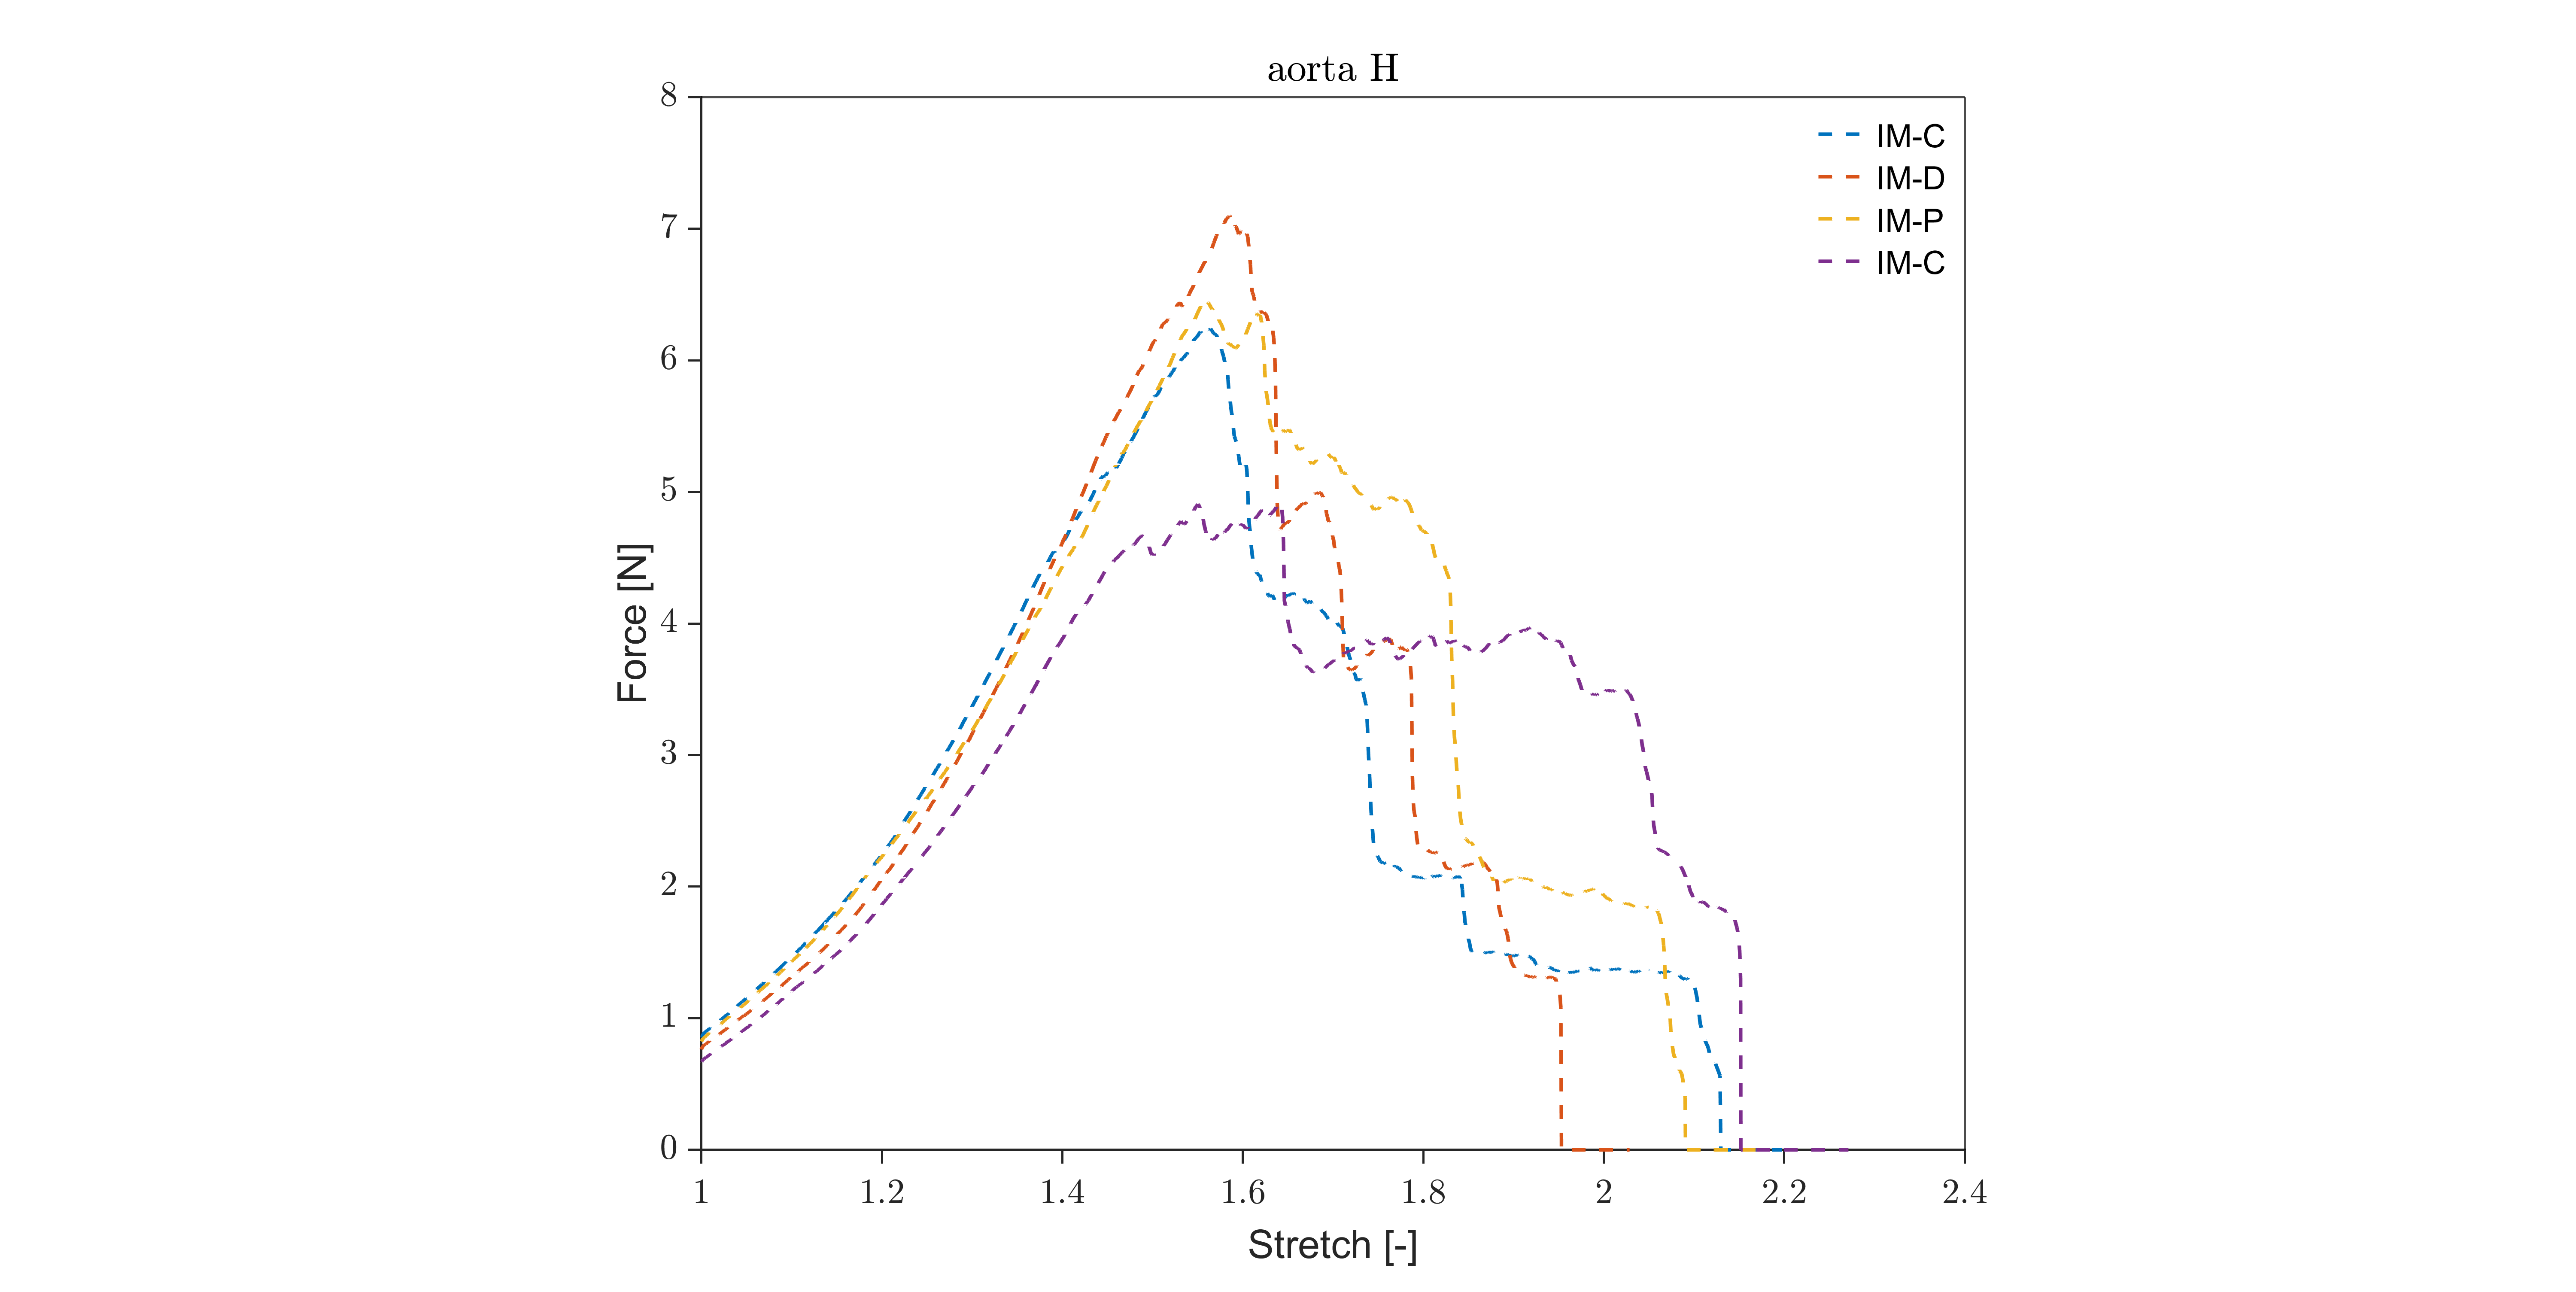 aorta H
8
7
6
5
4
3
2
1
0
Force [N]
IM-C
IM-D
IM-P
IM-C
1 1.2 1.4 1.6 1.8 2 2.2 2.4
Stretch [-]